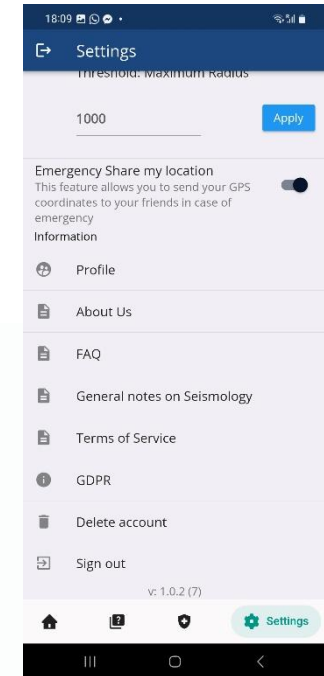 18:09
Settings
Threshold: Maximum Radius
1000
Apply
Emergency Share my location
This feature allows you to send your GPS
coordinates to your friends in case of
emergency
Information
Profile
About Us
FAQ
General notes on Seismology
Terms of Service
GDPR
Delete account
Sign out
v: 1.0.2 (7)
Settings